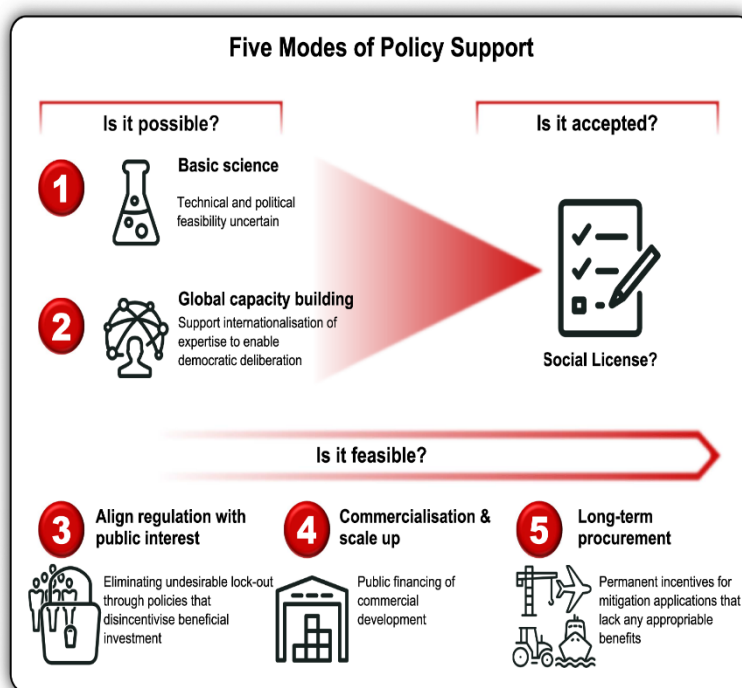 Five Modes of Policy Support
Is it possible?
Is it accepted?
1
Basic science
Technical and political
feasibility uncertain
2
Global capacity building
Support internationalisation of
expertise to enable
democratic deliberation
Social License?
Is it feasible?
3
Align regulation with
public interest
Eliminating undesirable lock-out
through policies that
disincentivise beneficial
investment
4
Commercialisation &
scale up
Public financing of
commercial
development
5
Long-term
procurement
Permanent incentives for
mitigation applications that
lack any appropriable
benefits